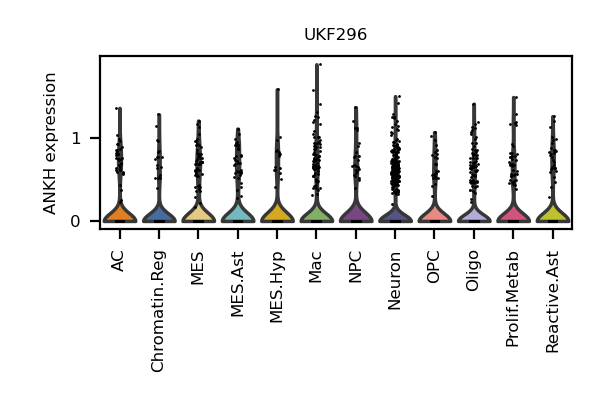 UKF296
ANKH expression
1
0
AC
Chromatin.Reg
MES
MES.Ast
MES.Hyp
Mac
NPC
Neuron
OPC
Oligo
Prolif.Metab
Reactive.Ast